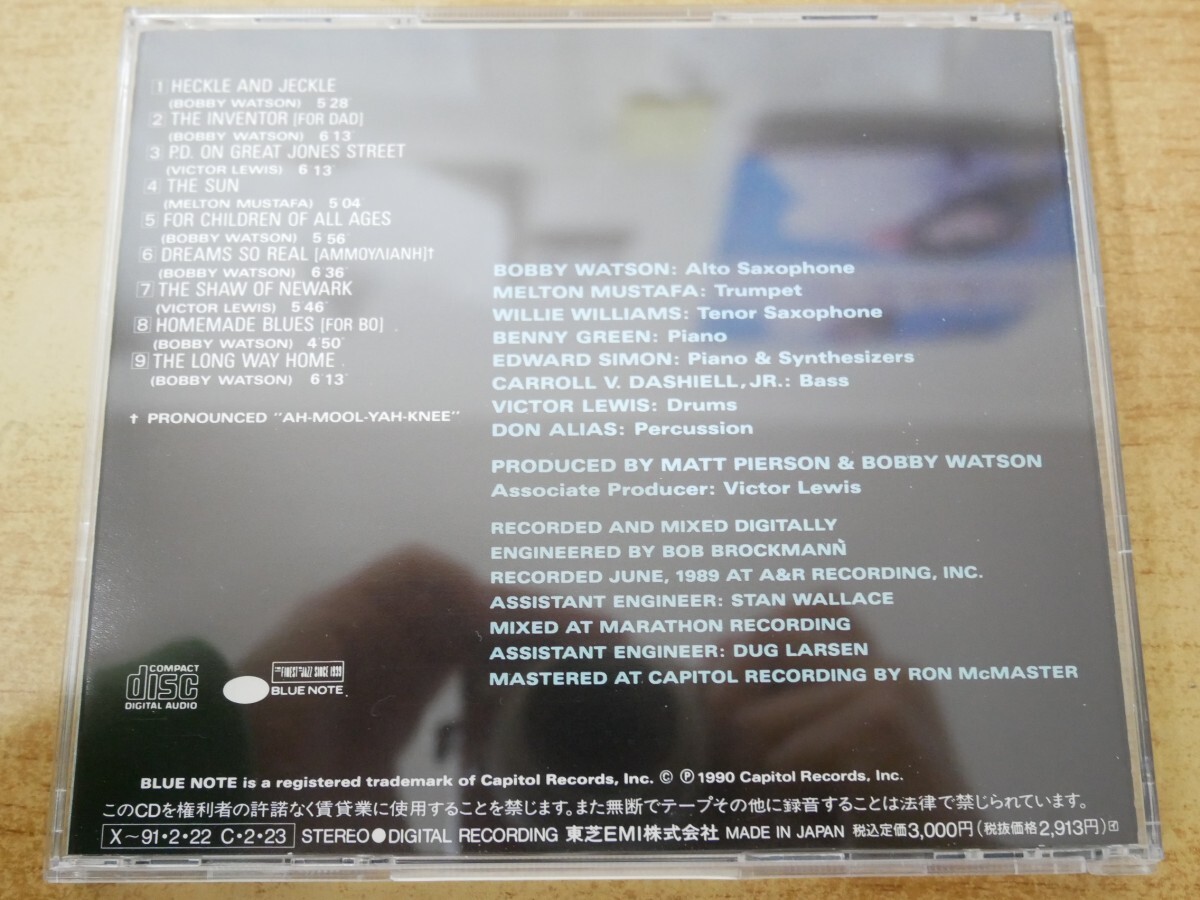 1 HECKLE AND JECKLE
(BOBBY WATSON) 5 28"
2 THE INVENTOR [FOR DAD]
(BOBBY WATSON) 6 13"
3 P.D. ON GREAT JONES STREET
(VICTOR LEWIS) 6 13"
4 THE SUN
(MELTON MUSTAFA) 5 04"
5 FOR CHILDREN OF ALL AGES
(BOBBY WATSON) 5 56"
6 DREAMS SO REAL [ΑΜΜΟΥΛΙΑΝΗ]†
(BOBBY WATSON) 6 36"
7 THE SHAW OF NEWARK
(VICTOR LEWIS) 5 46"
8 HOMEMADE BLUES [FOR BO]
(BOBBY WATSON) 4 50"
9 THE LONG WAY HOME
(BOBBY WATSON) 6 13"
† PRONOUNCED "AH-MOOL-YAH-KNEE"
BOBBY WATSON: Alto Saxophone
MELTON MUSTAFA: Trumpet
WILLIE WILLIAMS: Tenor Saxophone
BENNY GREEN: Piano
EDWARD SIMON: Piano & Synthesizers
CARROLL V. DASHIELL, JR.: Bass
VICTOR LEWIS: Drums
DON ALIAS: Percussion
PRODUCED BY MATT PIERSON & BOBBY WATSON
Associate Producer: Victor Lewis
RECORDED AND MIXED DIGITALLY
ENGINEERED BY BOB BROCKMANN
RECORDED JUNE, 1989 AT A&R RECORDING, INC.
ASSISTANT ENGINEER: STAN WALLACE
MIXED AT MARATHON RECORDING
ASSISTANT ENGINEER: DUG LARSEN
MASTERED AT CAPITOL RECORDING BY RON McMASTER
COMPACT
disc
DIGITAL AUDIO
THE FINEST IN JAZZ SINCE 1939
BLUE NOTE
BLUE NOTE is a registered trademark of Capitol Records, Inc. © ℗ 1990 Capitol Records, Inc.
このCDを権利者の許諾なく賃貸業に使用することを禁じます。また無断でテープその他に録音することは法律で禁じられています。
X〜91・2・22 C・2・23 STEREO●DIGITAL RECORDING 東芝EMI株式会社 MADE IN JAPAN 税込定価3,000円(税抜価格2,913円)